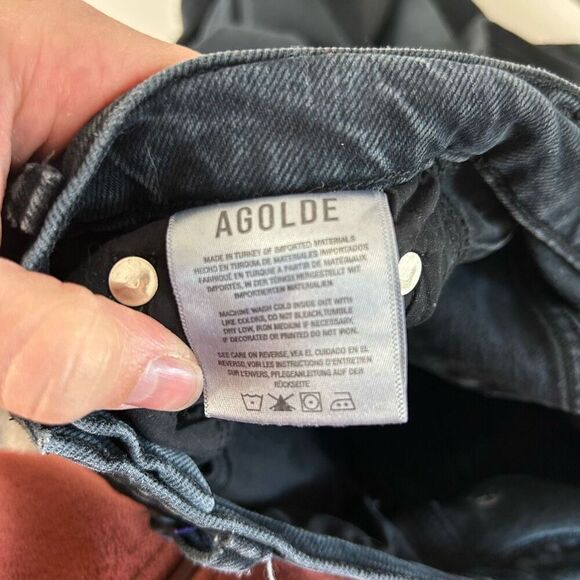 AGOLDE
MADE IN TURKEY OF IMPORTED MATERIALS
HECHO EN TURQUIA DE MATERIALES IMPORTADOS
FABRIQUÉ EN TURQUIE A PARTIR DE MATERIAUX
IMPORTÉS, IN DER TÜRKEI HERGESTELLT MIT
IMPORTIERTEN MATERIALIEN
MACHINE WASH COLD INSIDE OUT WITH
LIKE COLORS, DO NOT BLEACH, TUMBLE
DRY LOW, IRON MEDIUM IF NECESSARY,
IF DECORATED OR PRINTED DO NOT IRON.
SEE CARE ON REVERSE, VEA EL CUIDADO EN EL
REVERSO, VOIR LES INSTRUCTIONS D'ENTRETIEN
SUR L'ENVERS, PFLEGEANLEITUNG AUF DER
RÜCKSEITE